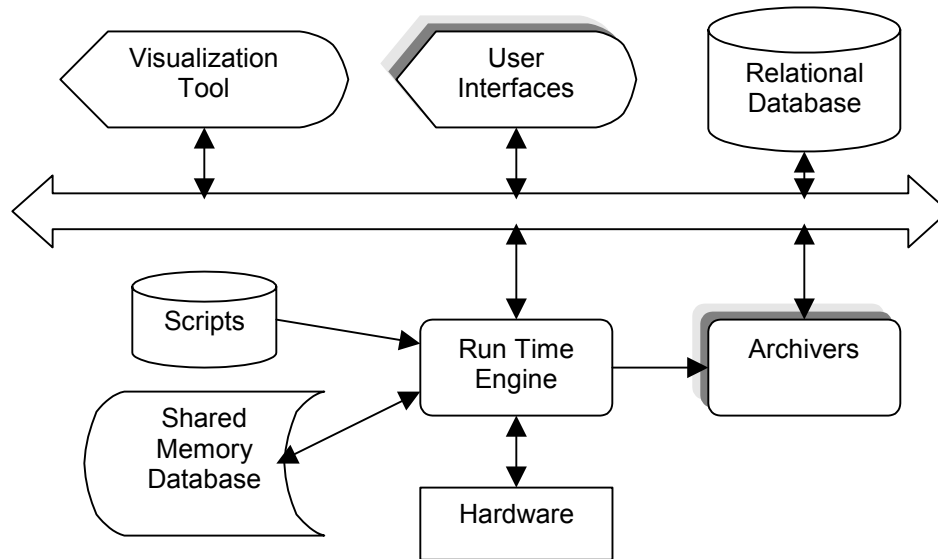 Visualization
Tool
User
Interfaces
Relational
Database
Scripts
Run Time
Engine
Archivers
Shared
Memory
Database
Hardware